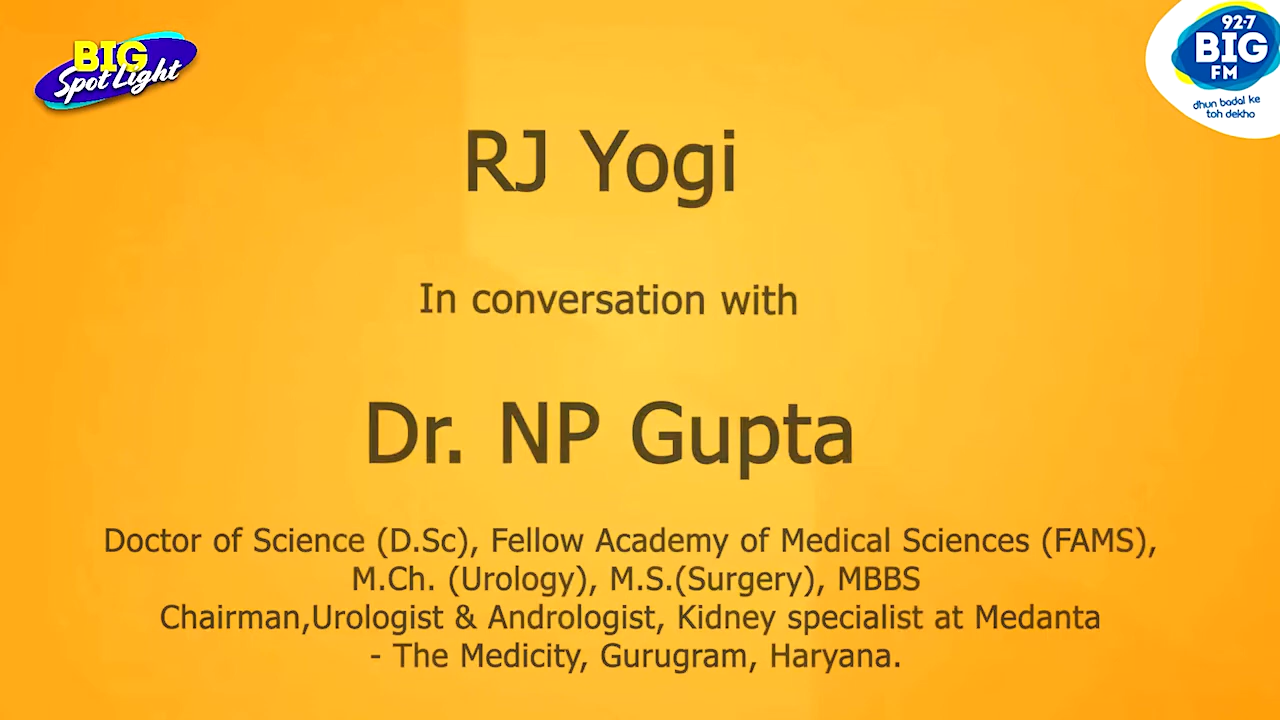 BIG
Spot Light
92.7
BIG
FM
dhun badal ke
toh dekho
RJ Yogi
In conversation with
Dr. NP Gupta
Doctor of Science (D.Sc), Fellow Academy of Medical Sciences (FAMS),
M.Ch. (Urology), M.S.(Surgery), MBBS
Chairman,Urologist & Andrologist, Kidney specialist at Medanta
- The Medicity, Gurugram, Haryana.